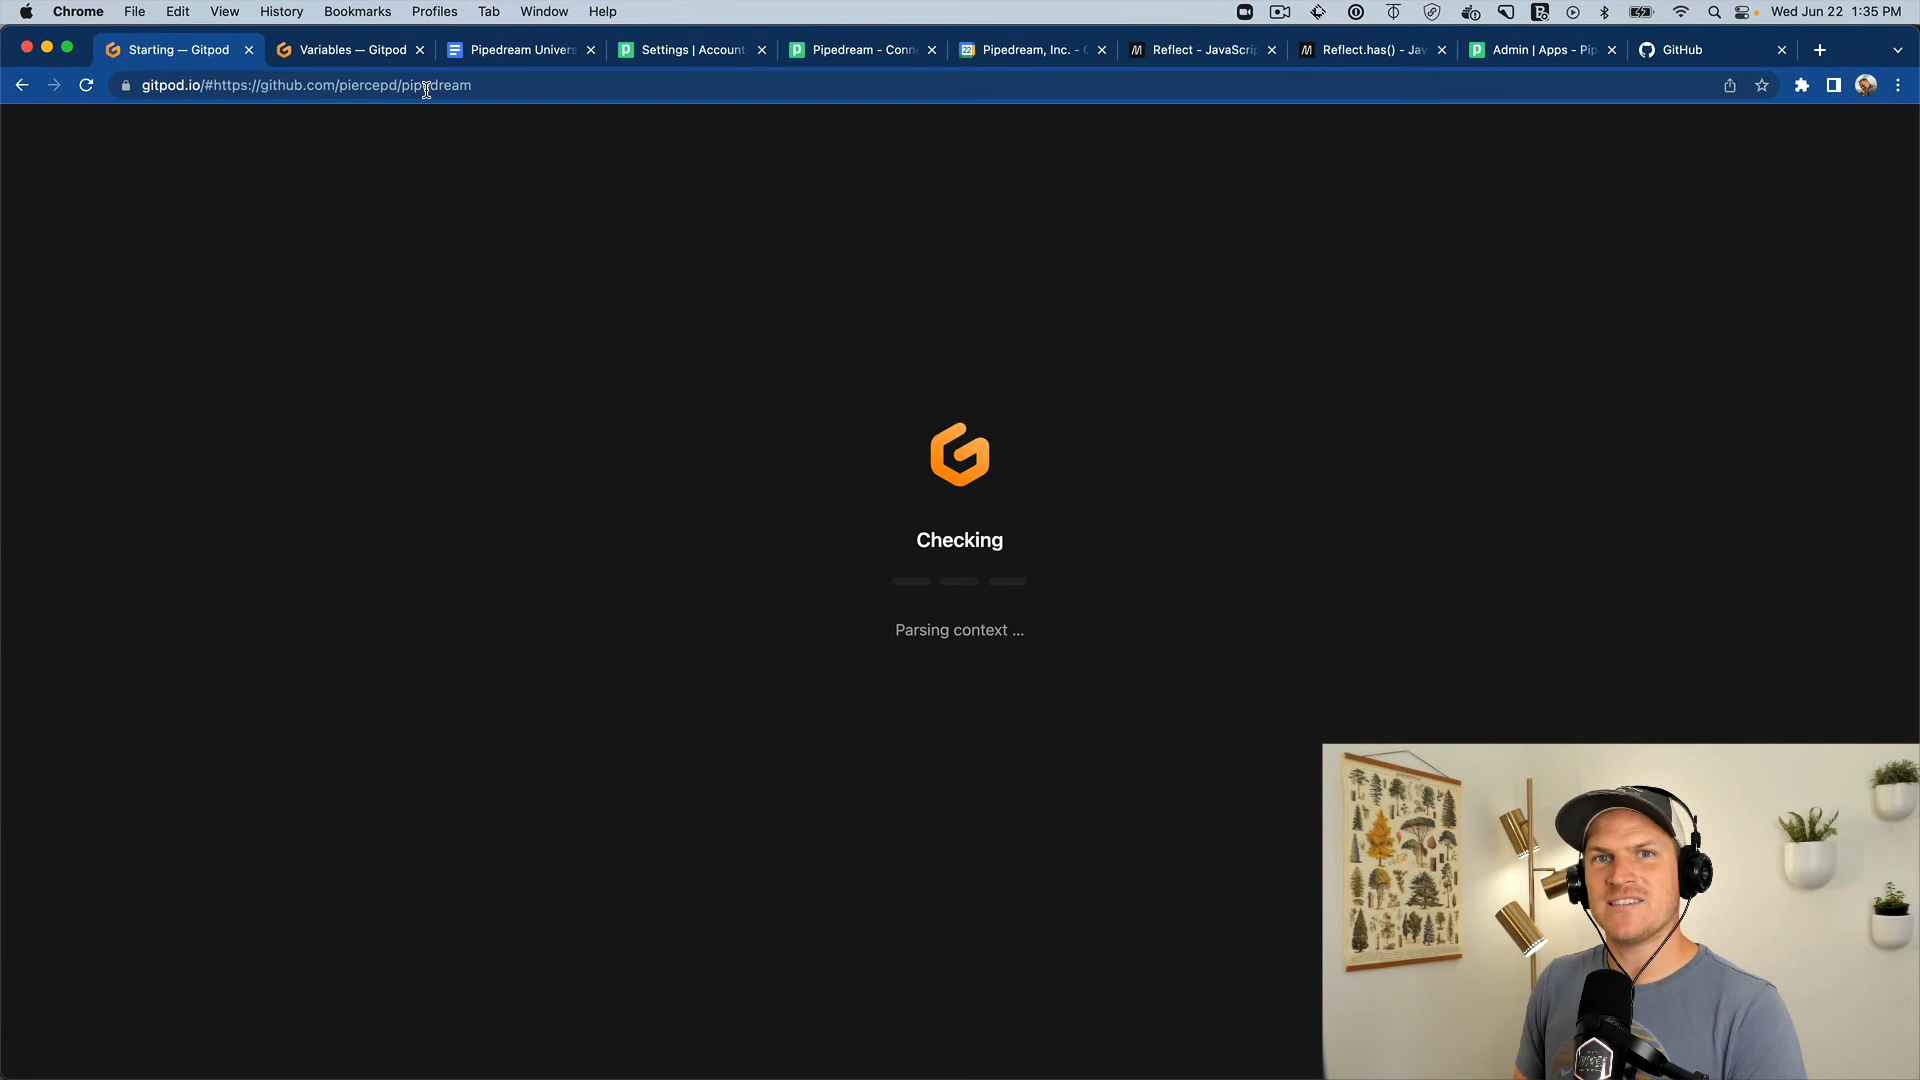 Chrome File Edit View History Bookmarks Profiles Tab Window Help Wed Jun 22 1:35 PM
Starting — Gitpod Variables — Gitpod Pipedream Univers Settings | Account Pipedream - Conn 22 Pipedream, Inc. - Reflect - JavaScrip Reflect.has() - Jav Admin | Apps - Pip GitHub
gitpod.io/#https://github.com/piercepd/pipedream
Checking
Parsing context ...